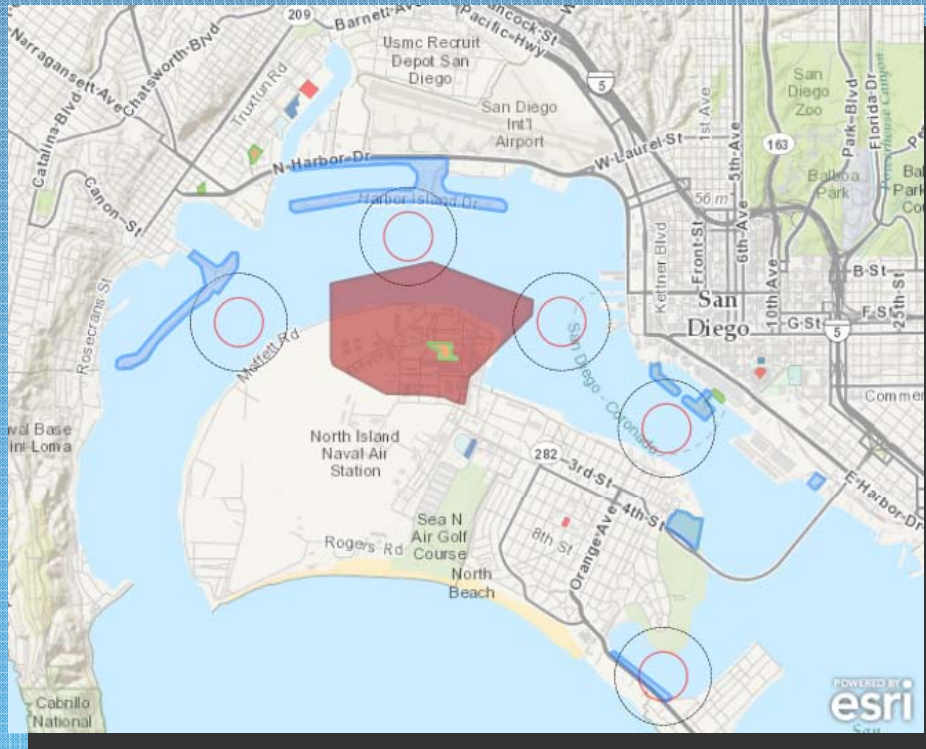 209
Barnett-Av
Narragansett-Ave
Chatsworth-Blvd
Catalina-Blvd
Truxtun Rd
Usmc Recruit
Depot San
Diego
Pacific-Hwy
5
San Diego
Int'l
Airport
W-Laurel-St
1st Ave
5th-Ave
6th-Ave
163
San
Diego
Zoo
Park-Blvd
Florida-Dr
Balboa
Park
N-Harbor-Dr
Harbor Island Dr
Canon-St
Rosecrans St
56 m
Kettner Blvd
Front-St
10th-Ave
San
Diego
B-St
G-St
5
25th-St
Moffett Rd
San Diego - Coronado
E-Harbor-Dr
North Island
Naval Air
Station
282
3rd-St
4th-St
8th St
Orange-Ave
Rogers Rd
Sea N
Air Golf
Course
North
Beach
Cabrillo
National
POWERED BY
esri
San